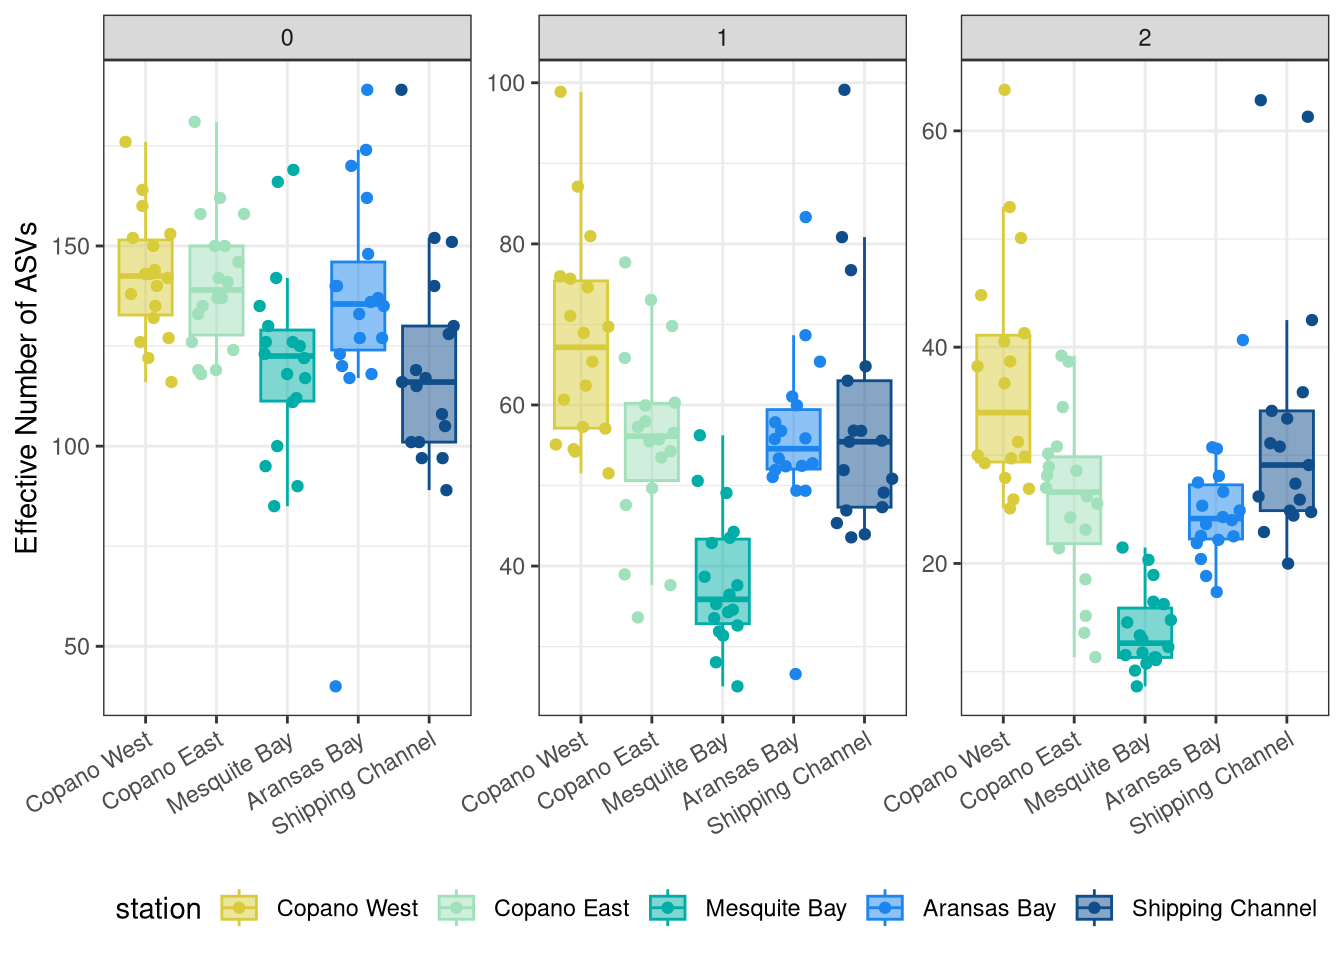 0 1 2
Effective Number of ASVs
150
100
50
100
80
60
40
60
40
20
Copano West
Copano East
Mesquite Bay
Aransas Bay
Shipping Channel
Copano West
Copano East
Mesquite Bay
Aransas Bay
Shipping Channel
Copano West
Copano East
Mesquite Bay
Aransas Bay
Shipping Channel
station Copano West Copano East Mesquite Bay Aransas Bay Shipping Channel